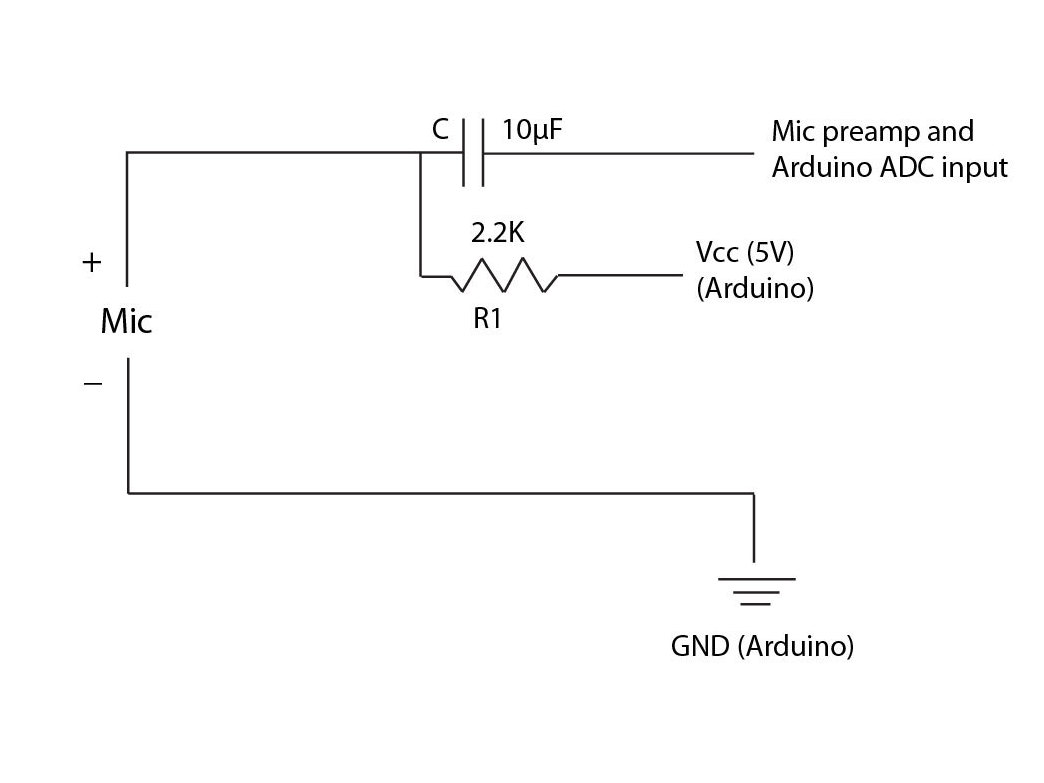 C
10µF
Mic preamp and
Arduino ADC input
2.2K
R1
Vcc (5V)
(Arduino)
+
Mic
–
GND (Arduino)